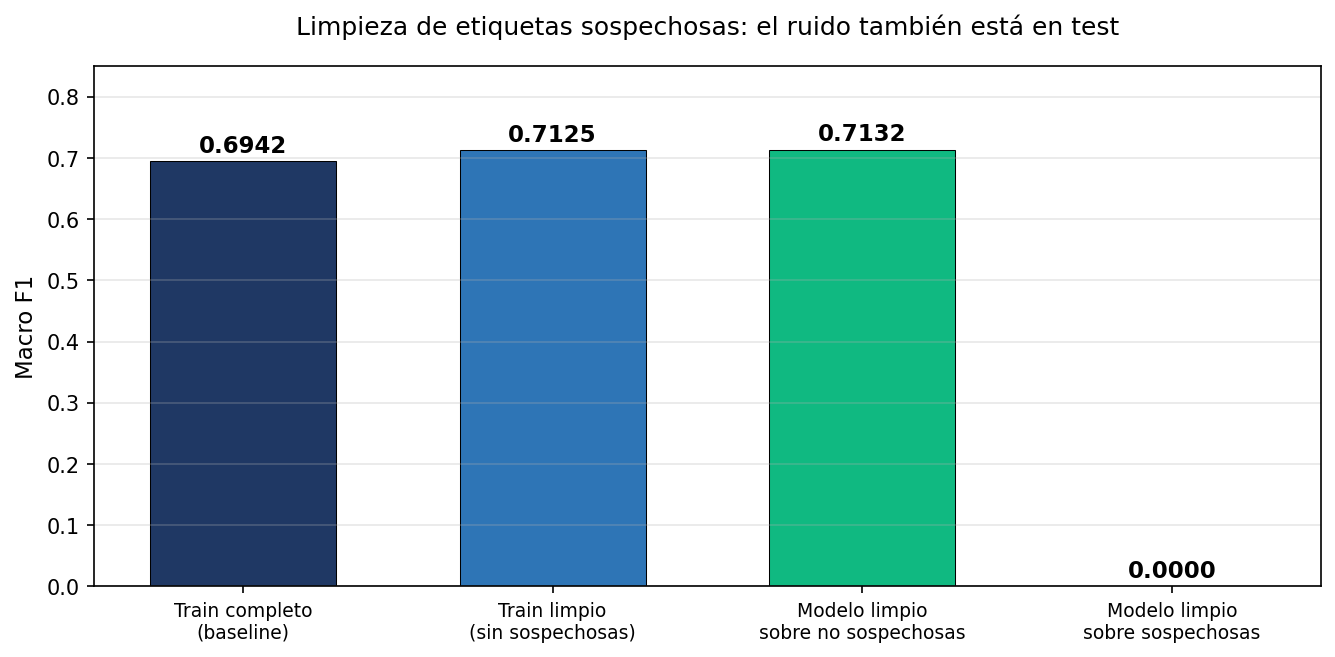 Limpieza de etiquetas sospechosas: el ruido también está en test
Macro F1
0.8
0.7
0.6
0.5
0.4
0.3
0.2
0.1
0.0
0.6942
0.7125
0.7132
0.0000
Train completo
(baseline)
Train limpio
(sin sospechosas)
Modelo limpio
sobre no sospechosas
Modelo limpio
sobre sospechosas